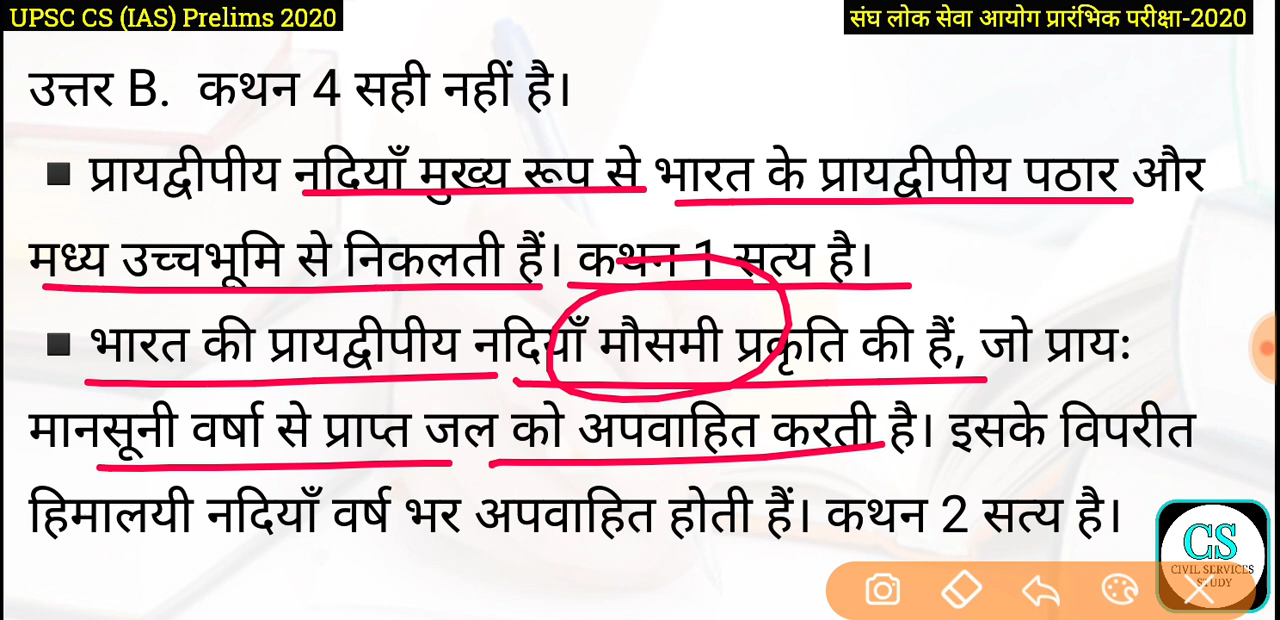 UPSC CS (IAS) Prelims 2020
संघ लोक सेवा आयोग प्रारंभिक परीक्षा-2020
उत्तर B. कथन 4 सही नहीं है।
▪ प्रायद्वीपीय नदियाँ मुख्य रूप से भारत के प्रायद्वीपीय पठार और
मध्य उच्चभूमि से निकलती हैं। कथन 1 सत्य है।
▪ भारत की प्रायद्वीपीय नदियाँ मौसमी प्रकृति की हैं, जो प्रायः
मानसूनी वर्षा से प्राप्त जल को अपवाहित करती है। इसके विपरीत
हिमालयी नदियाँ वर्ष भर अपवाहित होती हैं। कथन 2 सत्य है।
CS
CIVIL SERVICES
STUDY